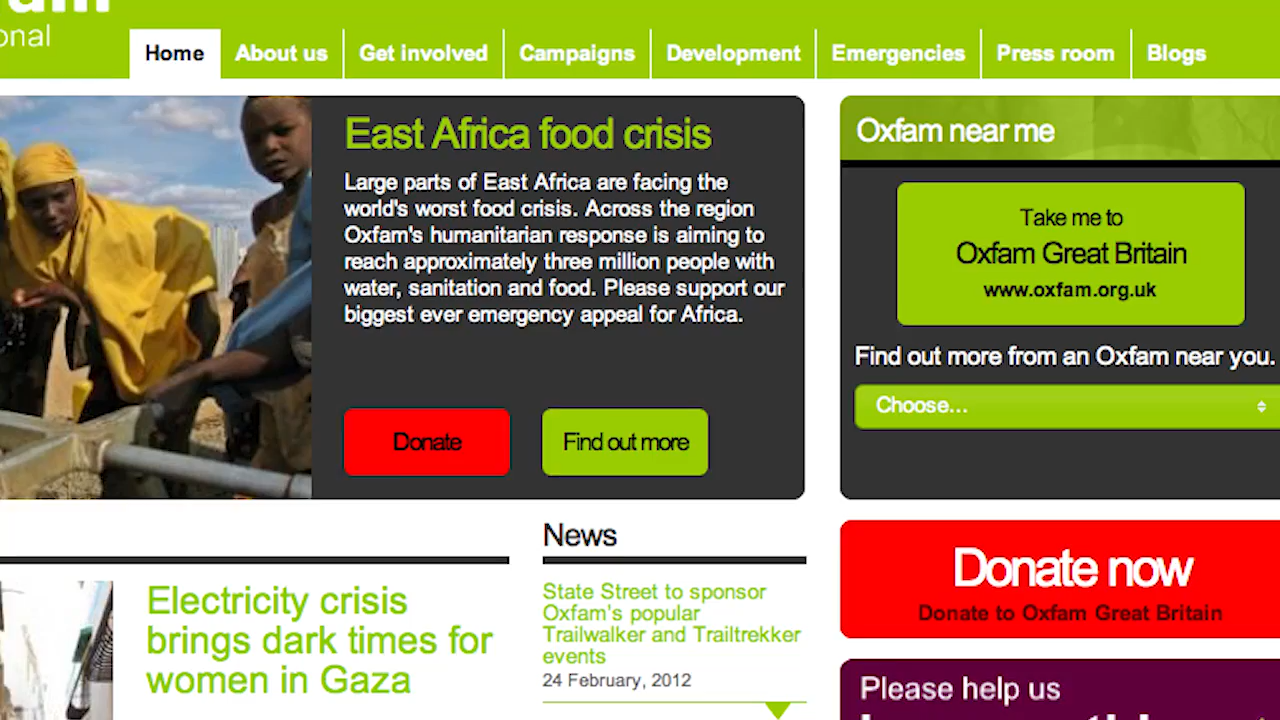 onal
Home About us Get involved Campaigns Development Emergencies Press room Blogs
East Africa food crisis
Large parts of East Africa are facing the
world's worst food crisis. Across the region
Oxfam's humanitarian response is aiming to
reach approximately three million people with
water, sanitation and food. Please support our
biggest ever emergency appeal for Africa.
Donate
Find out more
Oxfam near me
Take me to
Oxfam Great Britain
www.oxfam.org.uk
Find out more from an Oxfam near you.
Choose...
Electricity crisis
brings dark times for
women in Gaza
News
State Street to sponsor
Oxfam's popular
Trailwalker and Trailtrekker
events
24 February, 2012
Donate now
Donate to Oxfam Great Britain
Please help us